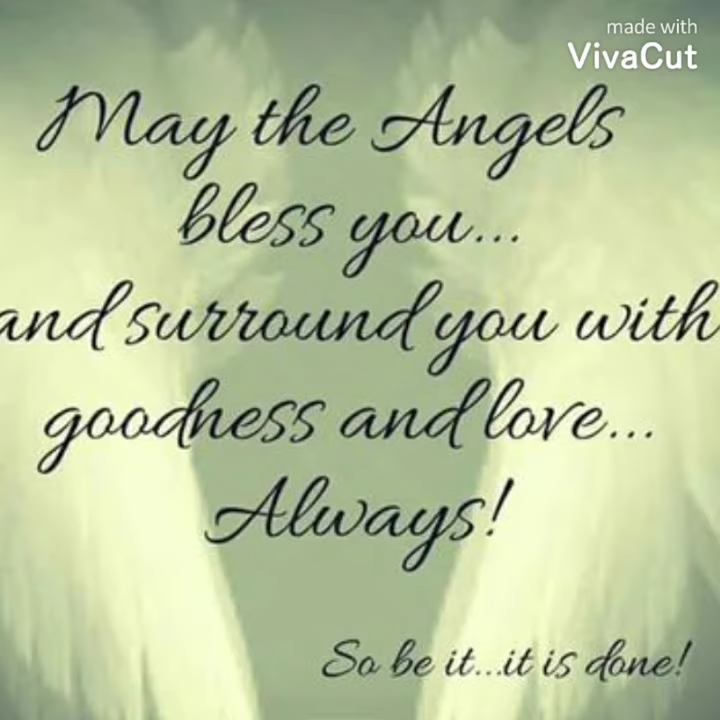 made with
VivaCut
May the Angels
bless you...
and surround you with
goodness and love...
Always!
So be it...it is done!